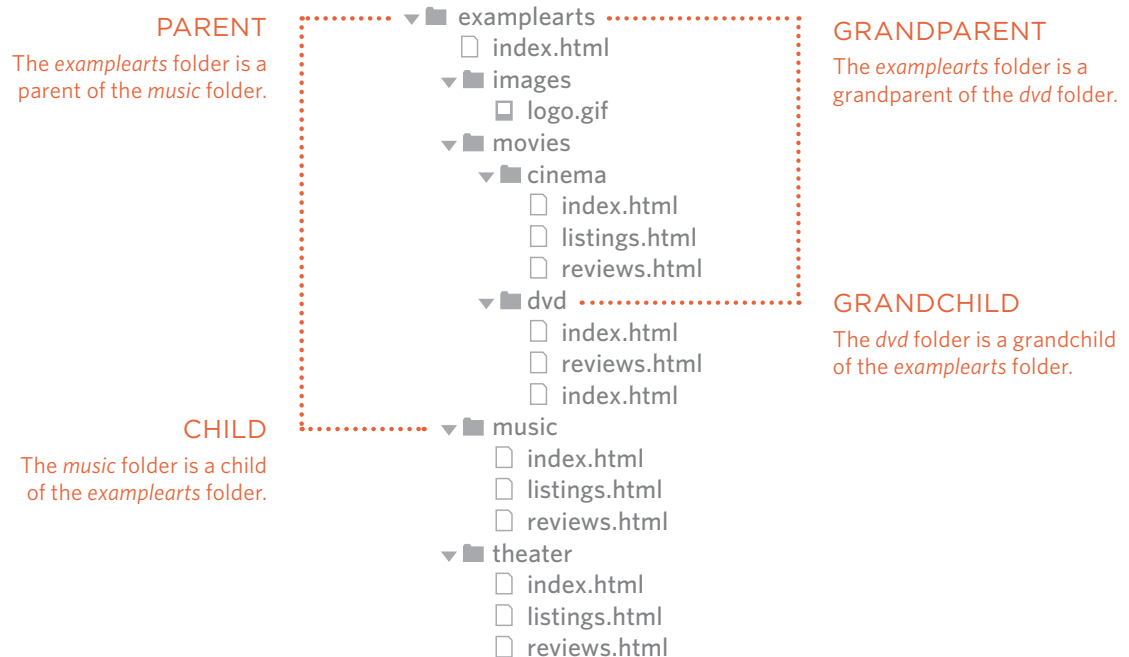 PARENT
The examplearts folder is a
parent of the music folder.
examplearts
index.html
images
logo.gif
movies
cinema
index.html
listings.html
reviews.html
dvd
index.html
reviews.html
index.html
music
index.html
listings.html
reviews.html
theater
index.html
listings.html
reviews.html
GRANDPARENT
The examplearts folder is a
grandparent of the dvd folder.
GRANDCHILD
The dvd folder is a grandchild
of the examplearts folder.
CHILD
The music folder is a child
of the examplearts folder.